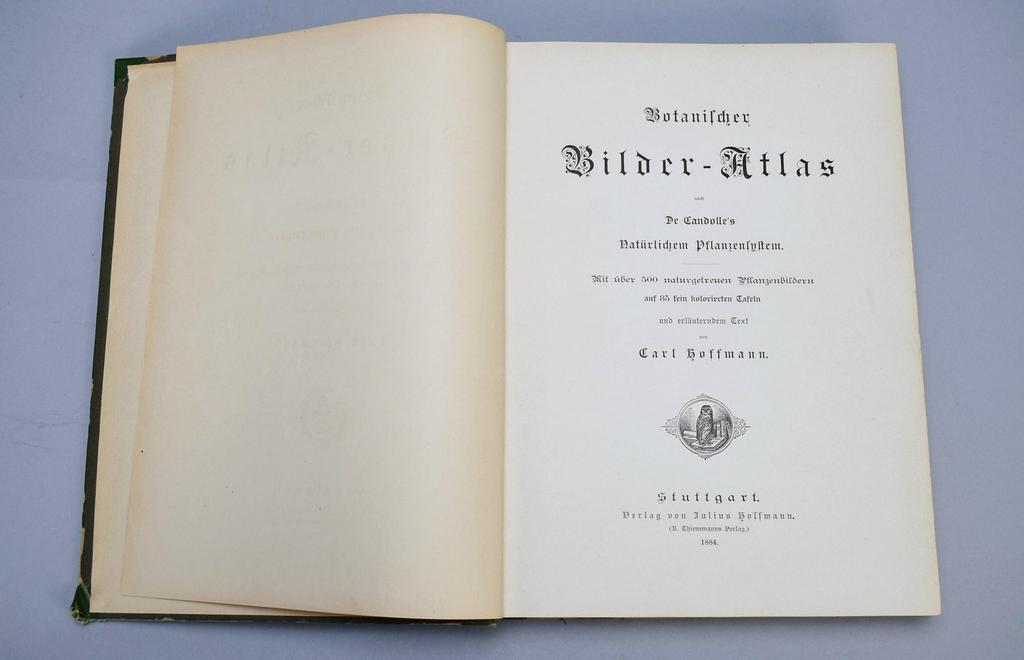 Botanischer
Bilder-Atlas
nach
De Candolle's
Natürlichem Pflanzensystem.
Mit über 500 naturgetreuen Pflanzenbildern
auf 85 fein kolorierten Tafeln
und erläuterndem Text
von
Carl Hoffmann.
Stuttgart.
Verlag von Julius Hoffmann.
(K. Thienemanns Verlag.)
1884.